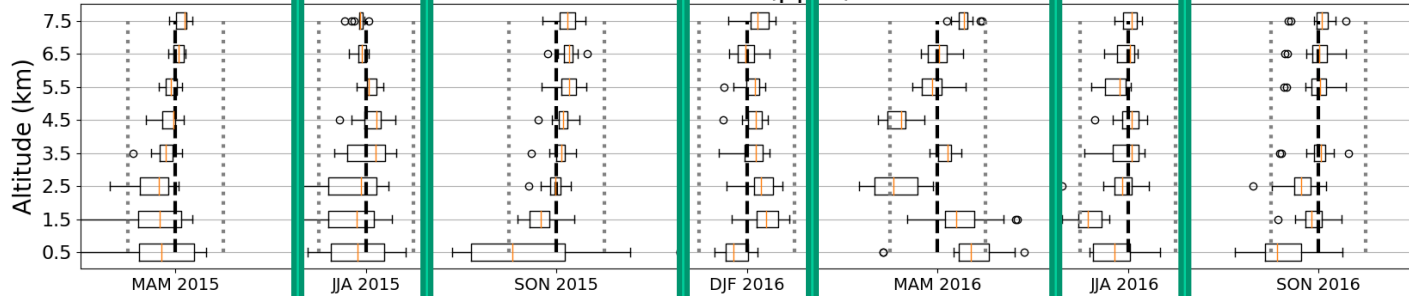 Altitude (km)
7.5
6.5
5.5
4.5
3.5
2.5
1.5
0.5
MAM 2015
JJA 2015
SON 2015
DJF 2016
MAM 2016
JJA 2016
SON 2016